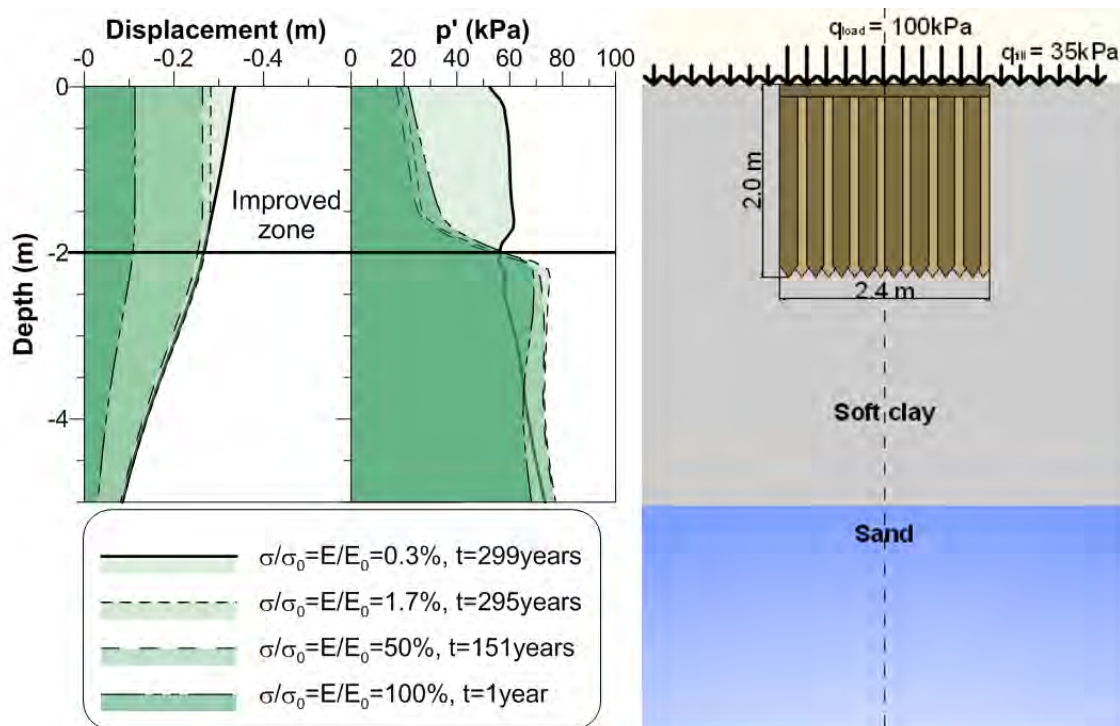 Displacement (m)
-0 -0.2 -0.4
p' (kPa)
0 20 40 60 80 100
Depth (m)
0
-2
-4
Improved
zone
σ/σ₀=E/E₀=0.3%, t=299years
σ/σ₀=E/E₀=1.7%, t=295years
σ/σ₀=E/E₀=50%, t=151years
σ/σ₀=E/E₀=100%, t=1year
qload = 100kPa
qfill = 35kPa
2.0 m
2.4 m
Soft clay
Sand